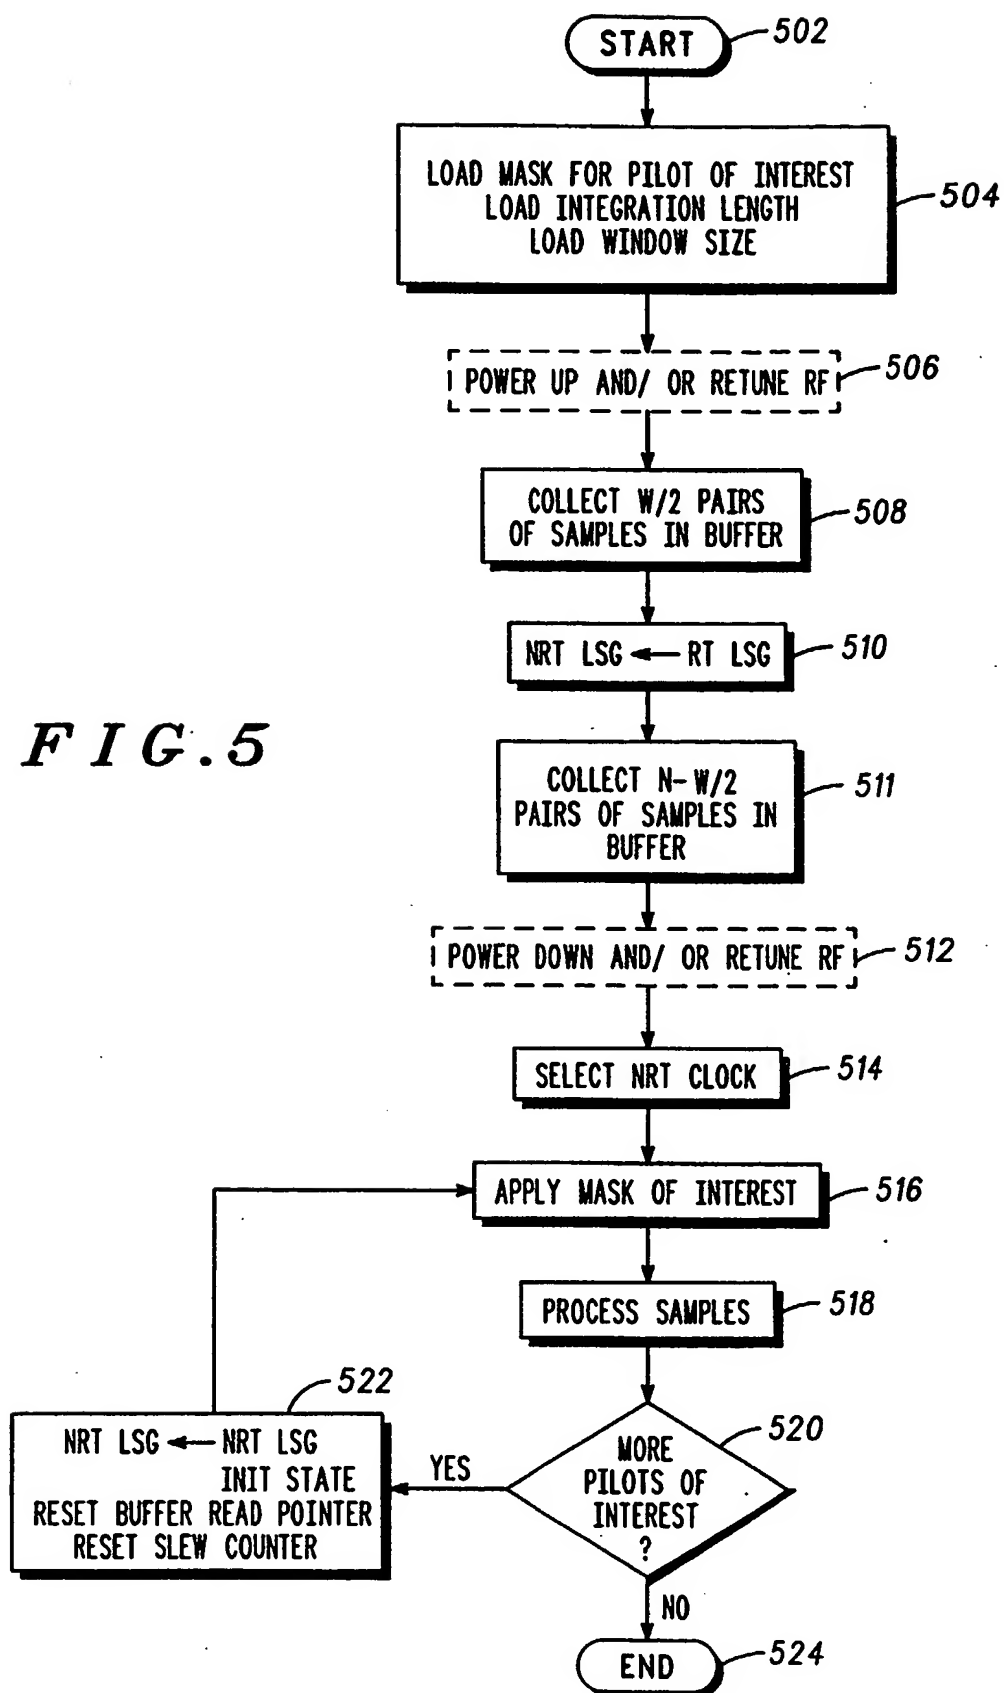 START
502
LOAD MASK FOR PILOT OF INTEREST
LOAD INTEGRATION LENGTH
LOAD WINDOW SIZE
504
POWER UP AND/ OR RETUNE RF
506
COLLECT W/2 PAIRS
OF SAMPLES IN BUFFER
508
NRT LSG ← RT LSG
510
FIG.5
COLLECT N-W/2
PAIRS OF SAMPLES IN
BUFFER
511
POWER DOWN AND/ OR RETUNE RF
512
SELECT NRT CLOCK
514
APPLY MASK OF INTEREST
516
PROCESS SAMPLES
518
MORE
PILOTS OF
INTEREST
?
520
YES
522
NRT LSG ← NRT LSG
INIT STATE
RESET BUFFER READ POINTER
RESET SLEW COUNTER
NO
END
524